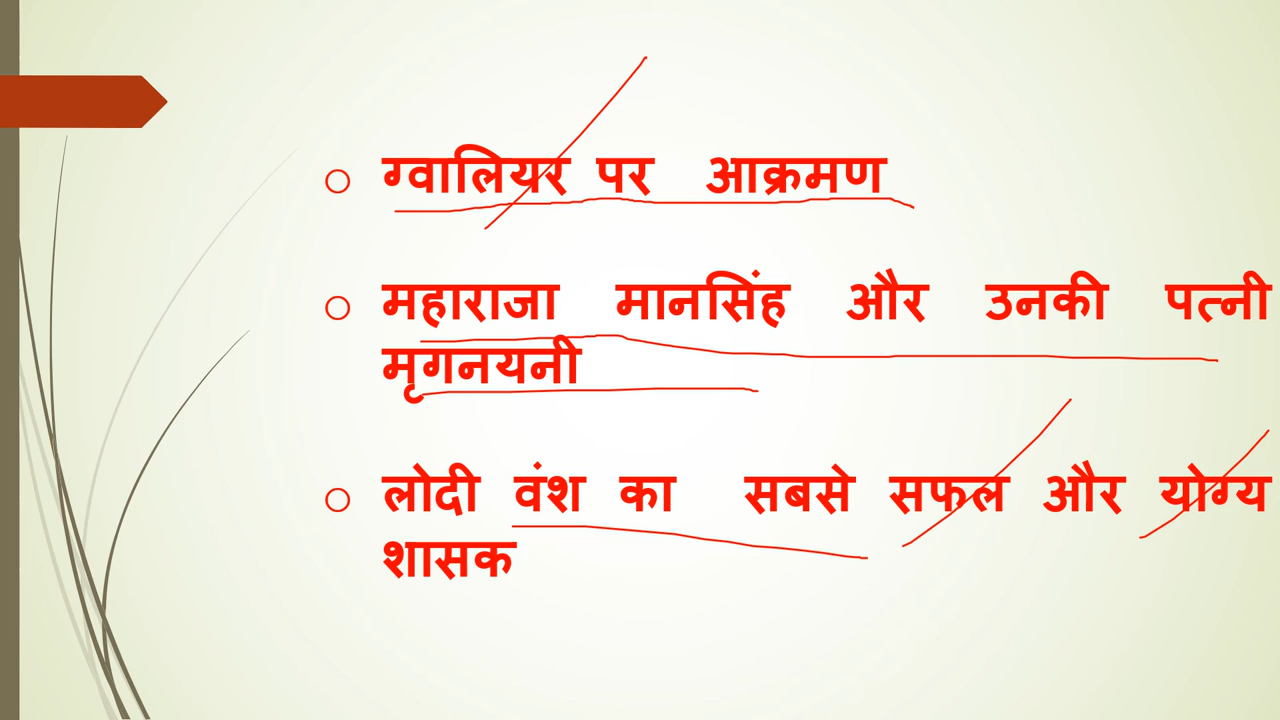 ग्वालियर पर आक्रमण
महाराजा मानसिंह और उनकी पत्नी
मृगनयनी
लोदी वंश का सबसे सफल और योग्य
शासक